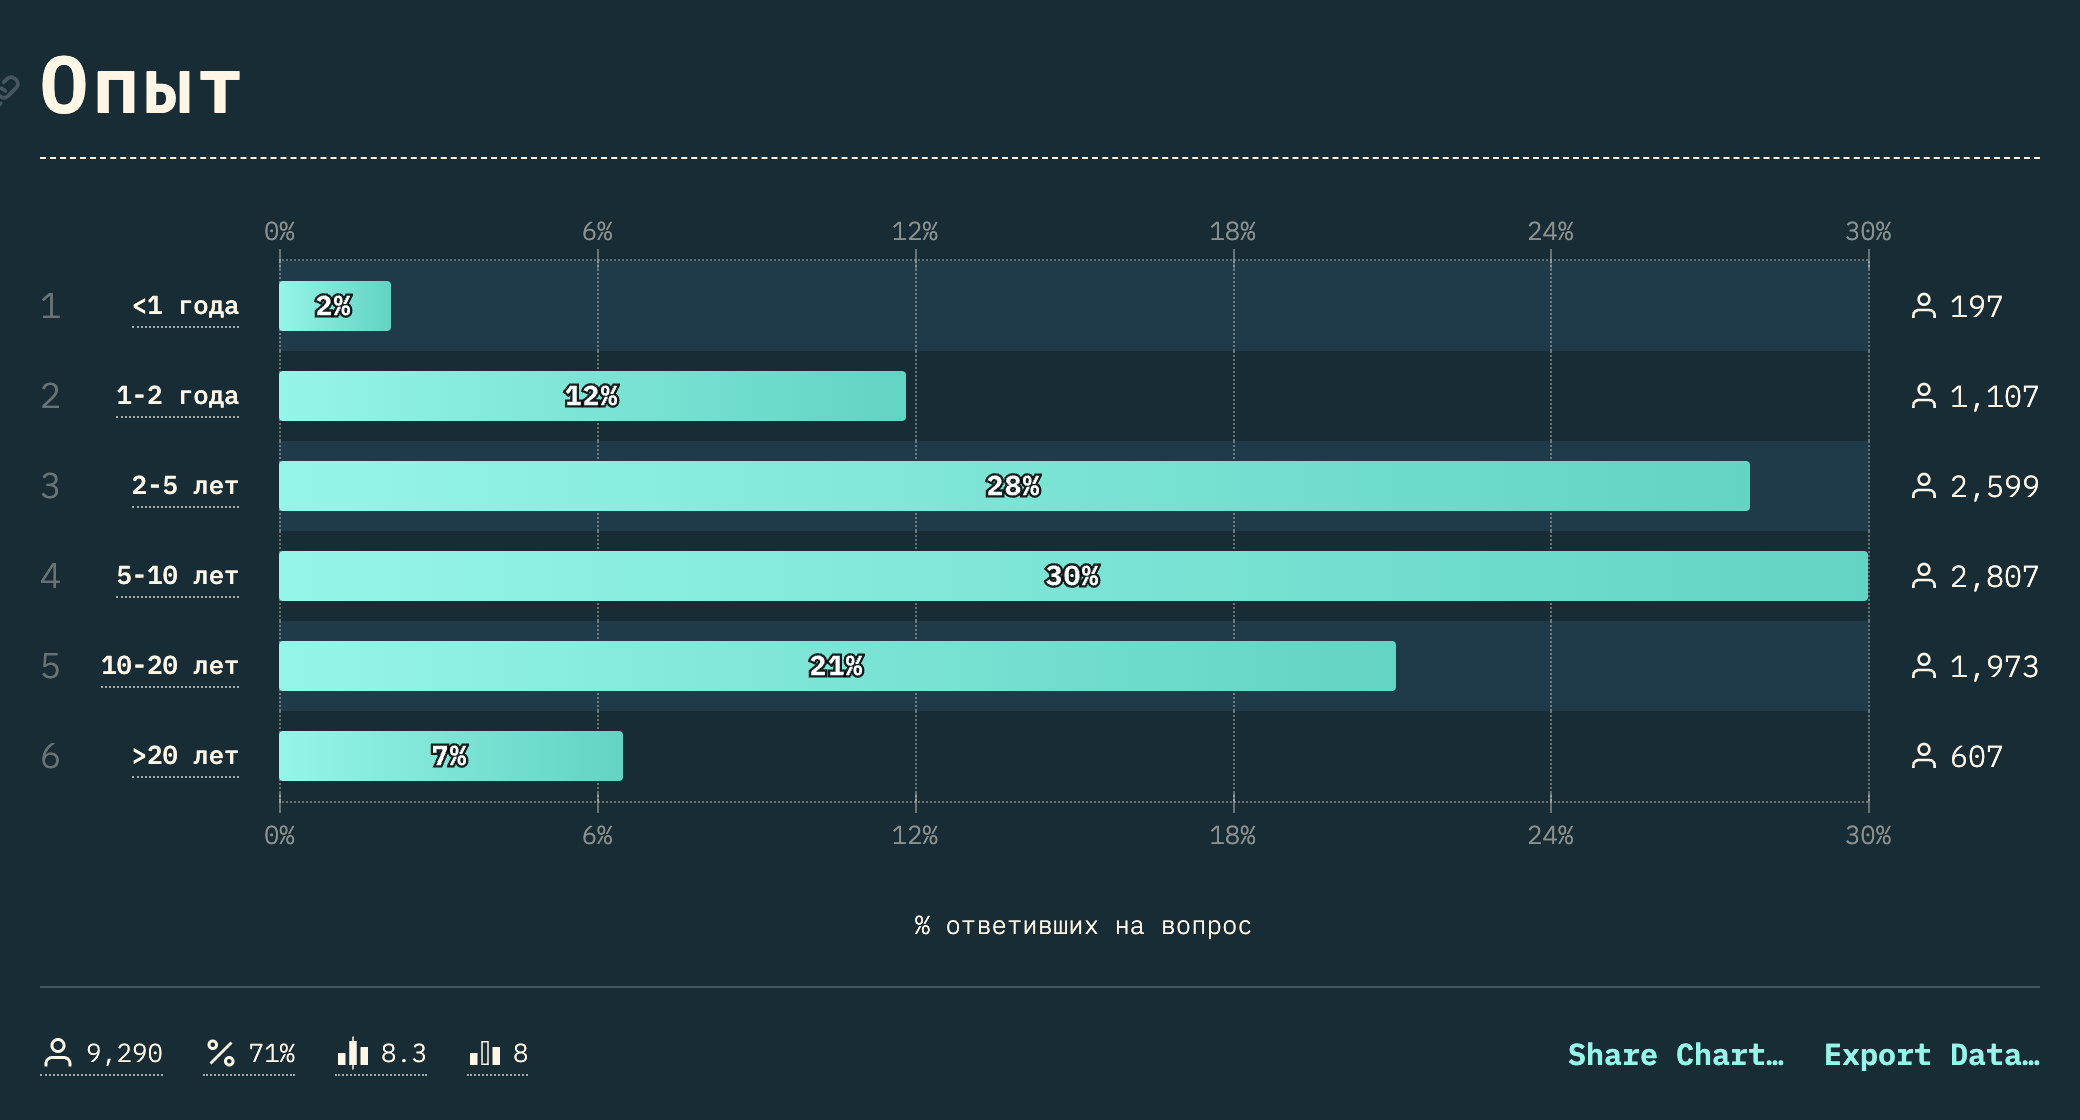 Опыт
0% 6% 12% 18% 24% 30%
1 <1 года 2% 197
2 1-2 года 12% 1,107
3 2-5 лет 28% 2,599
4 5-10 лет 30% 2,807
5 10-20 лет 21% 1,973
6 >20 лет 7% 607
0% 6% 12% 18% 24% 30%
% ответивших на вопрос
9,290 71% 8.3 8 Share Chart… Export Data…